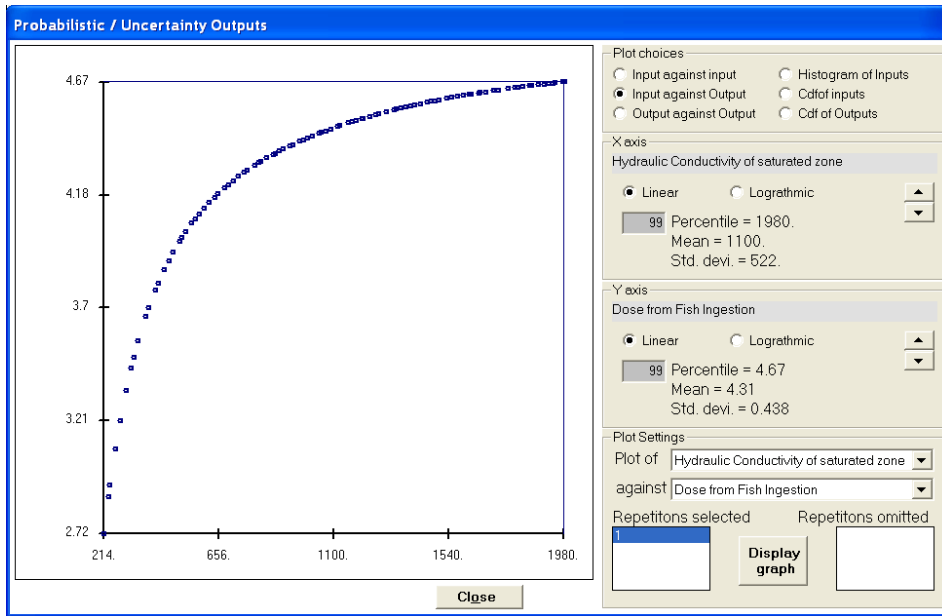 Probabilistic / Uncertainty Outputs
4.67
4.18
3.7
3.21
2.72
214.
656.
1100.
1540.
1980.
Close
Plot choices
Input against input
Histogram of Inputs
Input against Output
Cdfof inputs
Output against Output
Cdf of Outputs
X axis
Hydraulic Conductivity of saturated zone
Linear
Lograthmic
99 Percentile = 1980.
Mean = 1100.
Std. devi. = 522.
Y axis
Dose from Fish Ingestion
Linear
Lograthmic
99 Percentile = 4.67
Mean = 4.31
Std. devi. = 0.438
Plot Settings
Plot of Hydraulic Conductivity of saturated zone
against Dose from Fish Ingestion
Repetitons selected
Repetitons omitted
1
Display
graph